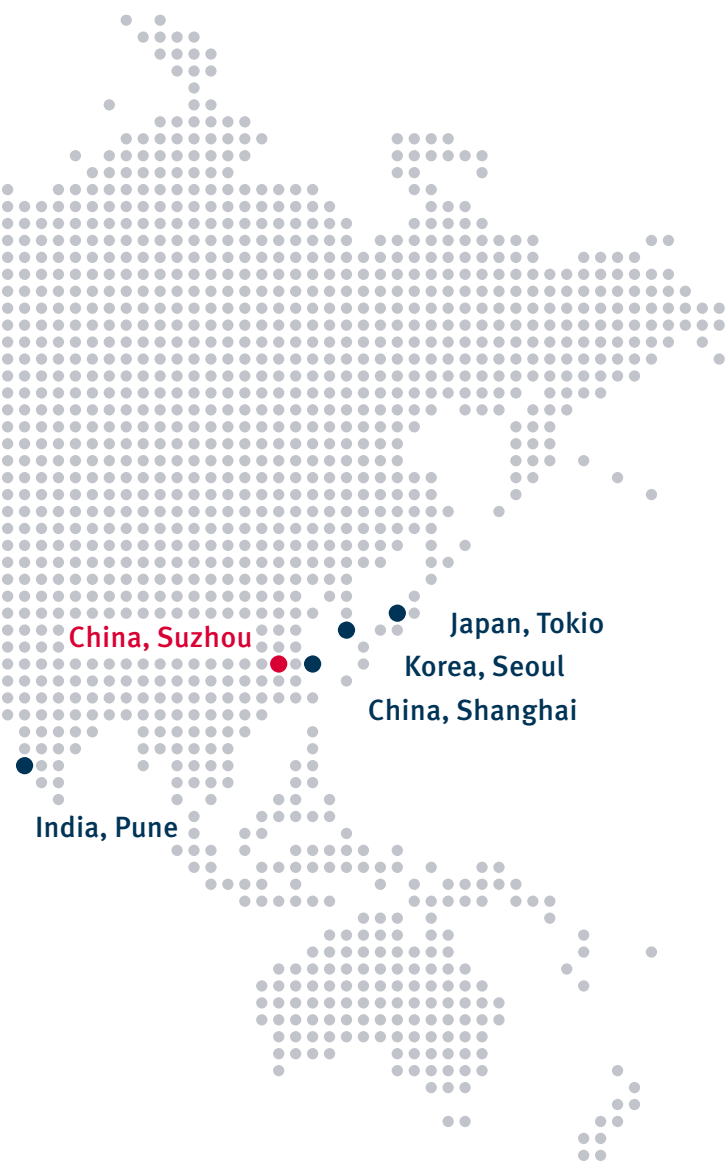 Japan, Tokio
China, Suzhou
Korea, Seoul
China, Shanghai
India, Pune